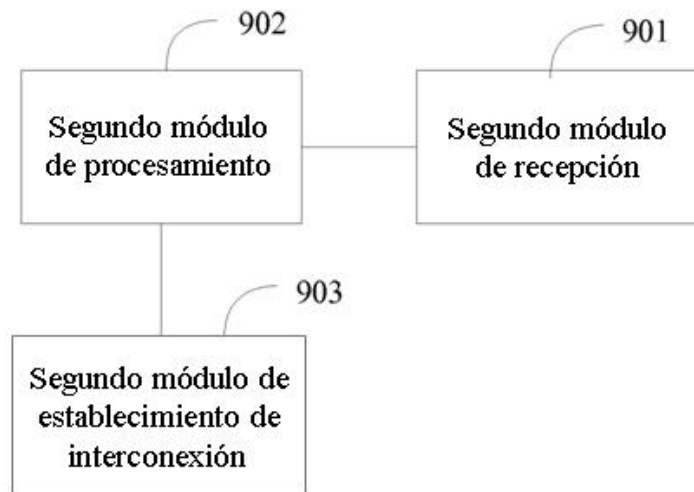 902
901
Segundo módulo
de procesamiento
Segundo módulo
de recepción
903
Segundo módulo de
establecimiento de
interconexión